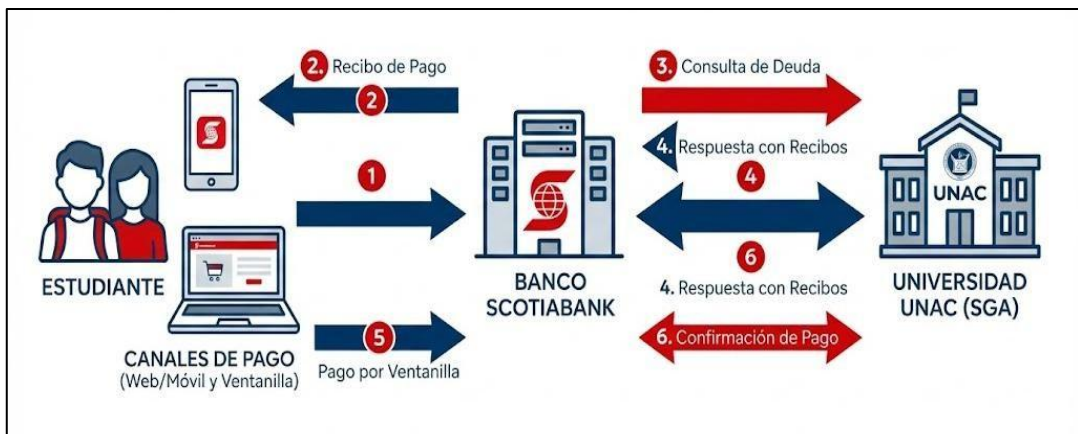 2. Recibo de Pago
2
3. Consulta de Deuda
4. Respuesta con Recibos
1
4
UNAC
6
ESTUDIANTE
BANCO
SCOTIABANK
4. Respuesta con Recibos
UNIVERSIDAD
UNAC (SGA)
CANALES DE PAGO
(Web/Móvil y Ventanilla)
5
Pago por Ventanilla
6. Confirmación de Pago